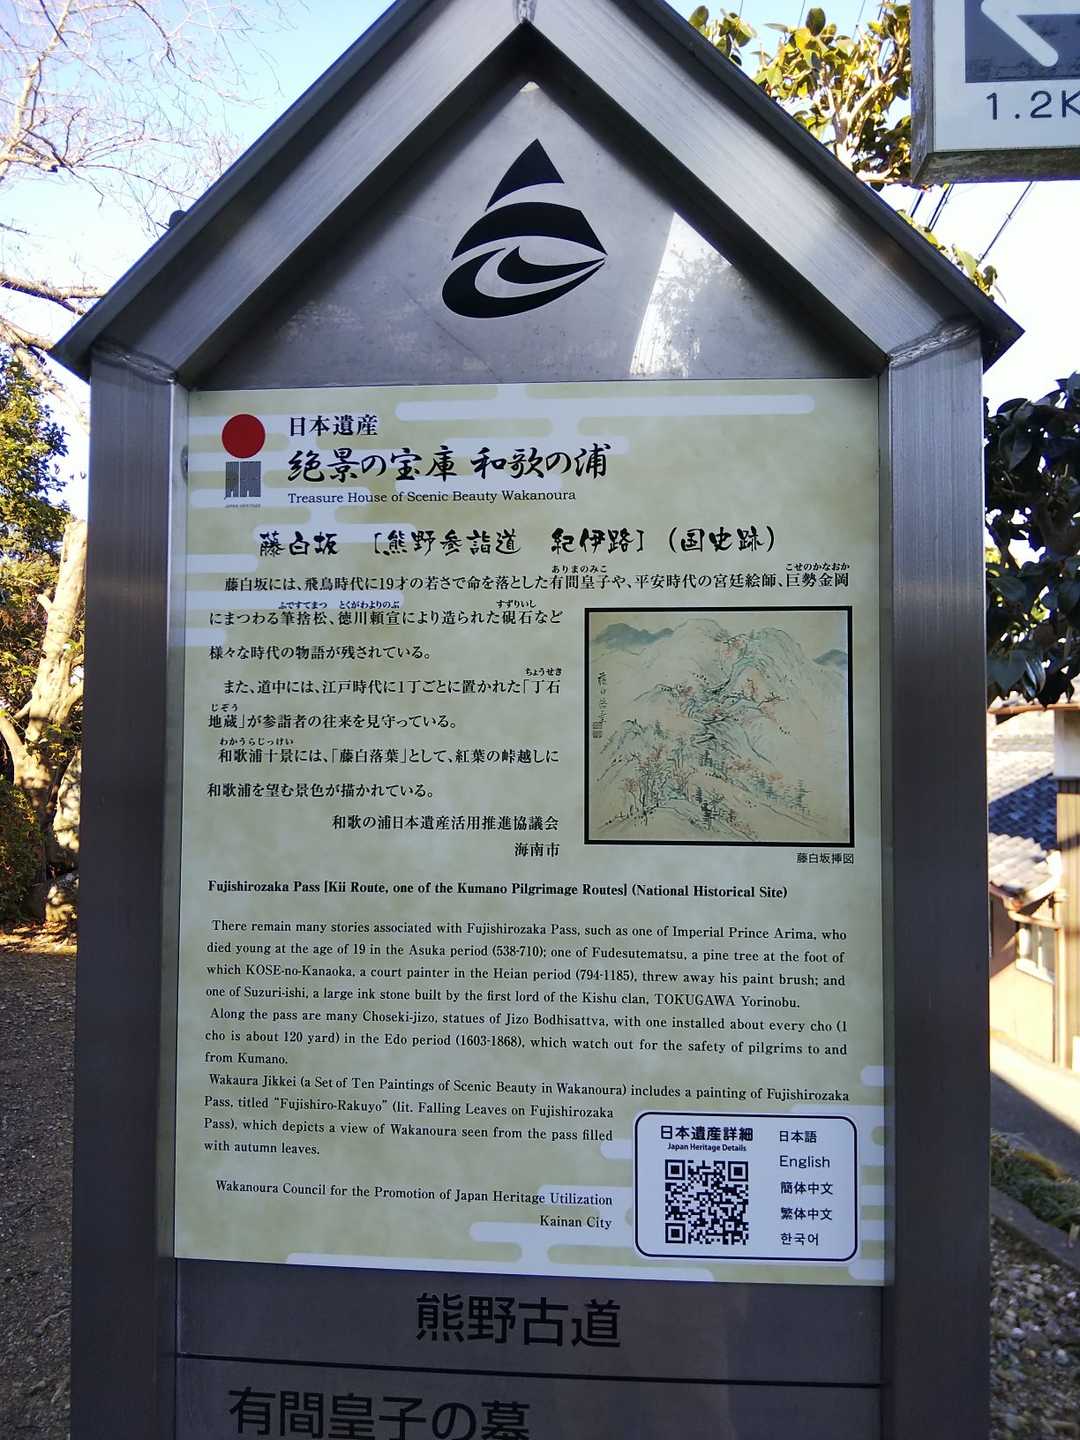 1.2K
日本遺産
絶景の宝庫 和歌の浦
Treasure House of Scenic Beauty Wakanoura
JAPAN HERITAGE
藤白坂 [熊野参詣道 紀伊路] (国史跡)
ありまのみこ こせのかなおか
藤白坂には、飛鳥時代に19才の若さで命を落とした有間皇子や、平安時代の宮廷絵師、巨勢金岡
ふですてまつ とくがわよりのぶ すずりいし
にまつわる筆捨松、徳川頼宣により造られた硯石など
様々な時代の物語が残されている。
ちょうせき
また、道中には、江戸時代に1丁ごとに置かれた「丁石
じぞう
地蔵」が参詣者の往来を見守っている。
わかうらじっけい
和歌浦十景には、「藤白落葉」として、紅葉の峠越しに
和歌浦を望む景色が描かれている。
和歌の浦日本遺産活用推進協議会
海南市
藤白坂挿図
Fujishirozaka Pass [Kii Route, one of the Kumano Pilgrimage Routes] (National Historical Site)
There remain many stories associated with Fujishirozaka Pass, such as one of Imperial Prince Arima, who
died young at the age of 19 in the Asuka period (538-710); one of Fudesutematsu, a pine tree at the foot of
which KOSE-no-Kanaoka, a court painter in the Heian period (794-1185), threw away his paint brush; and
one of Suzuri-ishi, a large ink stone built by the first lord of the Kishu clan, TOKUGAWA Yorinobu.
Along the pass are many Choseki-jizo, statues of Jizo Bodhisattva, with one installed about every cho (1
cho is about 120 yard) in the Edo period (1603-1868), which watch out for the safety of pilgrims to and
from Kumano.
Wakaura Jikkei (a Set of Ten Paintings of Scenic Beauty in Wakanoura) includes a painting of Fujishirozaka
Pass, titled "Fujishiro-Rakuyo" (lit. Falling Leaves on Fujishirozaka
Pass), which depicts a view of Wakanoura seen from the pass filled
with autumn leaves.
Wakanoura Council for the Promotion of Japan Heritage Utilization
Kainan City
日本遺産詳細
Japan Heritage Details
日本語
English
簡体中文
繁体中文
한국어
熊野古道
有間皇子の墓